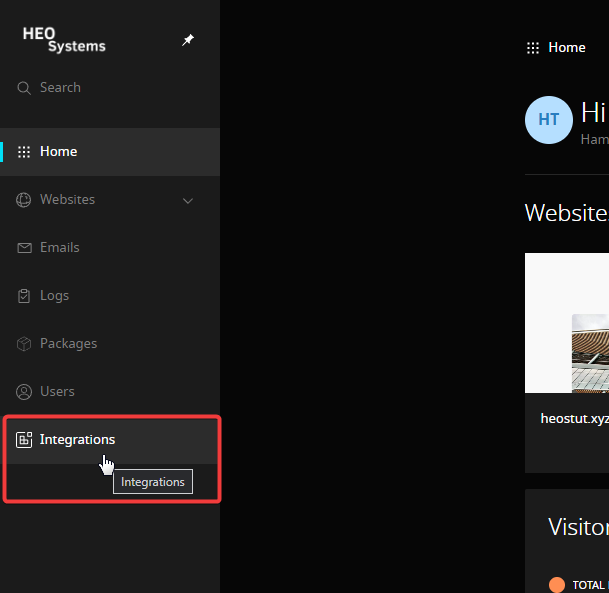 HEO
Systems
Search
Home
Websites
Emails
Logs
Packages
Users
Integrations
Integrations
Home
HT
Hi
Ham
Website
heostut.xyz
Visitor
TOTAL